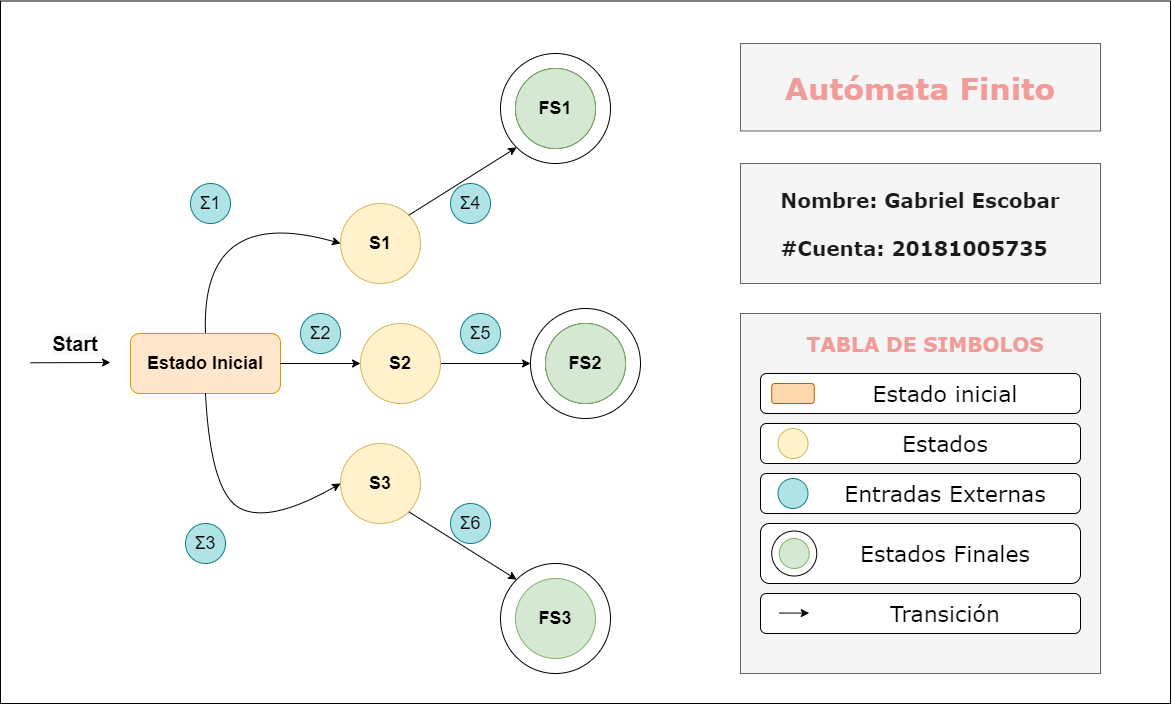 Autómata Finito
Nombre: Gabriel Escobar
#Cuenta: 20181005735
Start
Estado Inicial
Σ1
Σ2
Σ3
S1
S2
S3
Σ4
Σ5
Σ6
FS1
FS2
FS3
TABLA DE SIMBOLOS
Estado inicial
Estados
Entradas Externas
Estados Finales
Transición